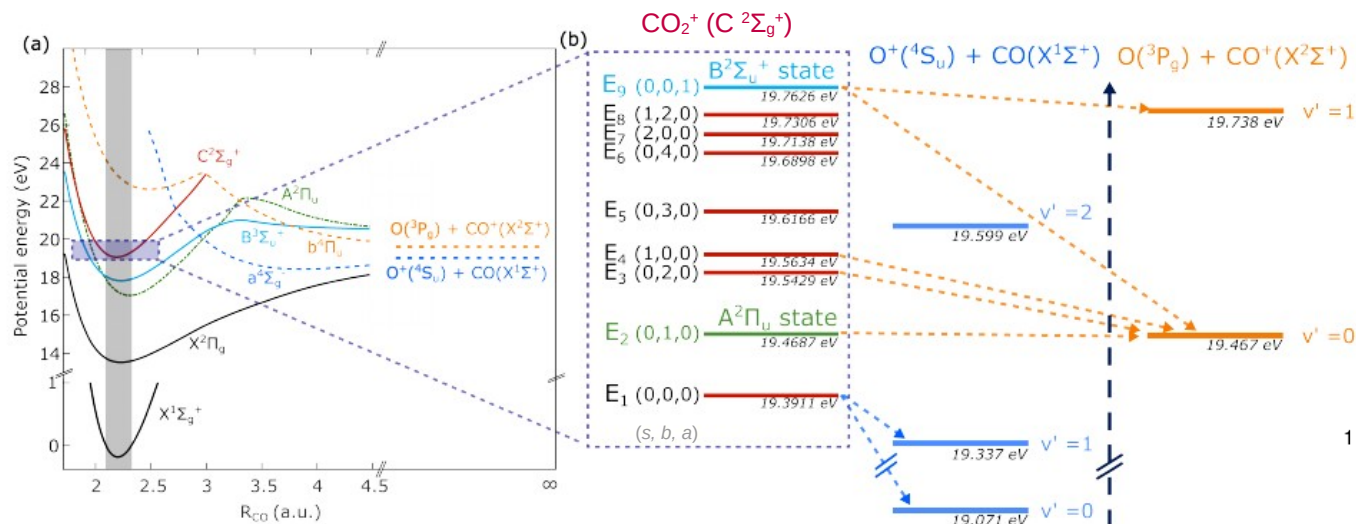 CO₂⁺ (C ²Σg⁺)
(a)
Potential energy (eV)
28
26
24
22
20
18
16
14
1
0
2
2.5
3
3.5
4
4.5
∞
R_CO (a.u.)
C²Σg⁺
A²Πu
B³Σu⁺
b⁴Πu
a⁴Σg⁻
X²Πg
X¹Σg⁺
O(³Pg) + CO⁺(X²Σ⁺)
O⁺(⁴Su) + CO(X¹Σ⁺)
(b)
B²Σu⁺ state
E₉ (0,0,1)
19.7626 eV
E₈ (1,2,0)
19.7306 eV
E₇ (2,0,0)
19.7138 eV
E₆ (0,4,0)
19.6898 eV
E₅ (0,3,0)
19.6166 eV
E₄ (1,0,0)
19.5634 eV
E₃ (0,2,0)
19.5429 eV
A²Πu state
E₂ (0,1,0)
19.4687 eV
E₁ (0,0,0)
19.3911 eV
(s, b, a)
O⁺(⁴Su) + CO(X¹Σ⁺)
v' = 2
19.599 eV
v' = 1
19.337 eV
v' = 0
19.071 eV
O(³Pg) + CO⁺(X²Σ⁺)
v' = 1
19.738 eV
v' = 0
19.467 eV
1